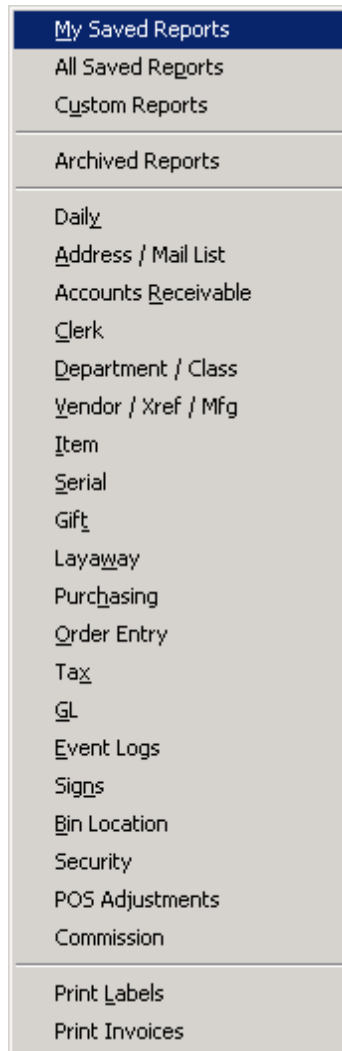 My Saved Reports
All Saved Reports
Custom Reports
Archived Reports
Daily
Address / Mail List
Accounts Receivable
Clerk
Department / Class
Vendor / Xref / Mfg
Item
Serial
Gift
Layaway
Purchasing
Order Entry
Tax
GL
Event Logs
Signs
Bin Location
Security
POS Adjustments
Commission
Print Labels
Print Invoices